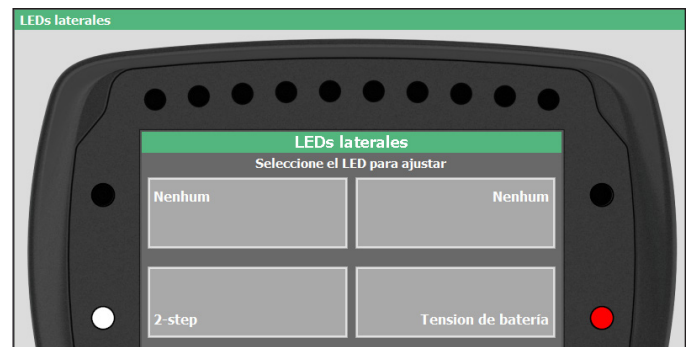 LEDs laterales
LEDs laterales
Seleccione el LED para ajustar
Nenhum
Nenhum
2-step
Tension de batería